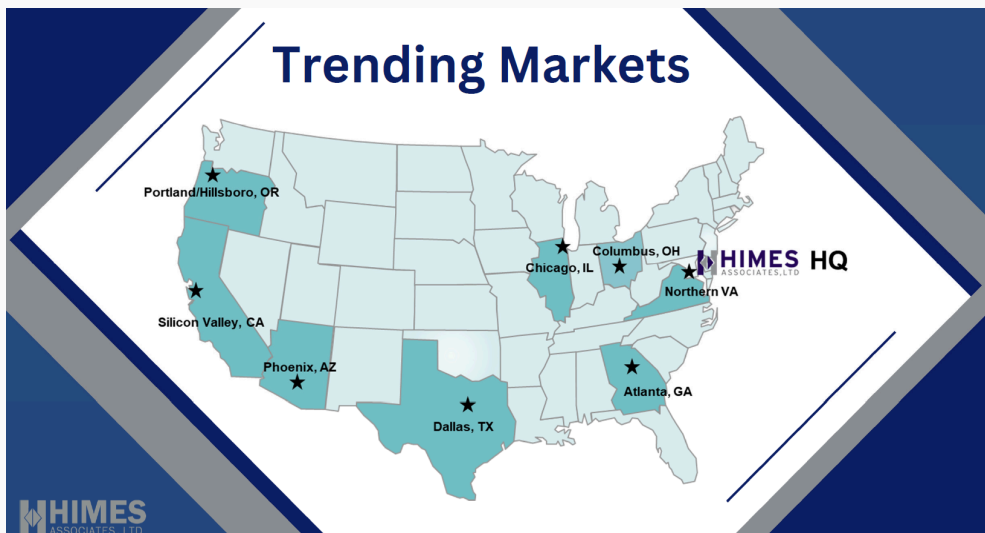 Trending Markets
Portland/Hillsboro, OR
Columbus, OH
HIMES HQ
ASSOCIATES,LTD
Chicago, IL
Northern VA
Silicon Valley, CA
Phoenix, AZ
Atlanta, GA
Dallas, TX
HIMES
ASSOCIATES, LTD